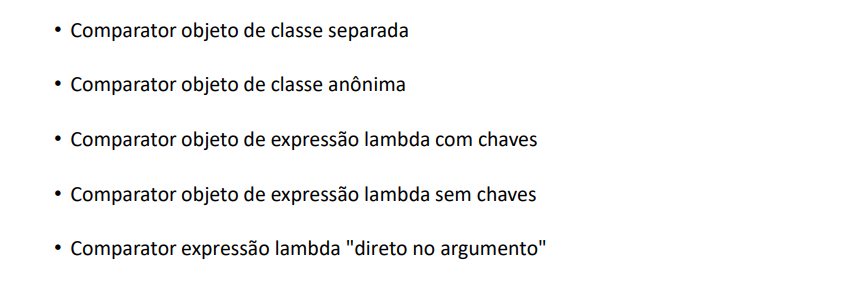 • Comparator objeto de classe separada
• Comparator objeto de classe anônima
• Comparator objeto de expressão lambda com chaves
• Comparator objeto de expressão lambda sem chaves
• Comparator expressão lambda "direto no argumento"